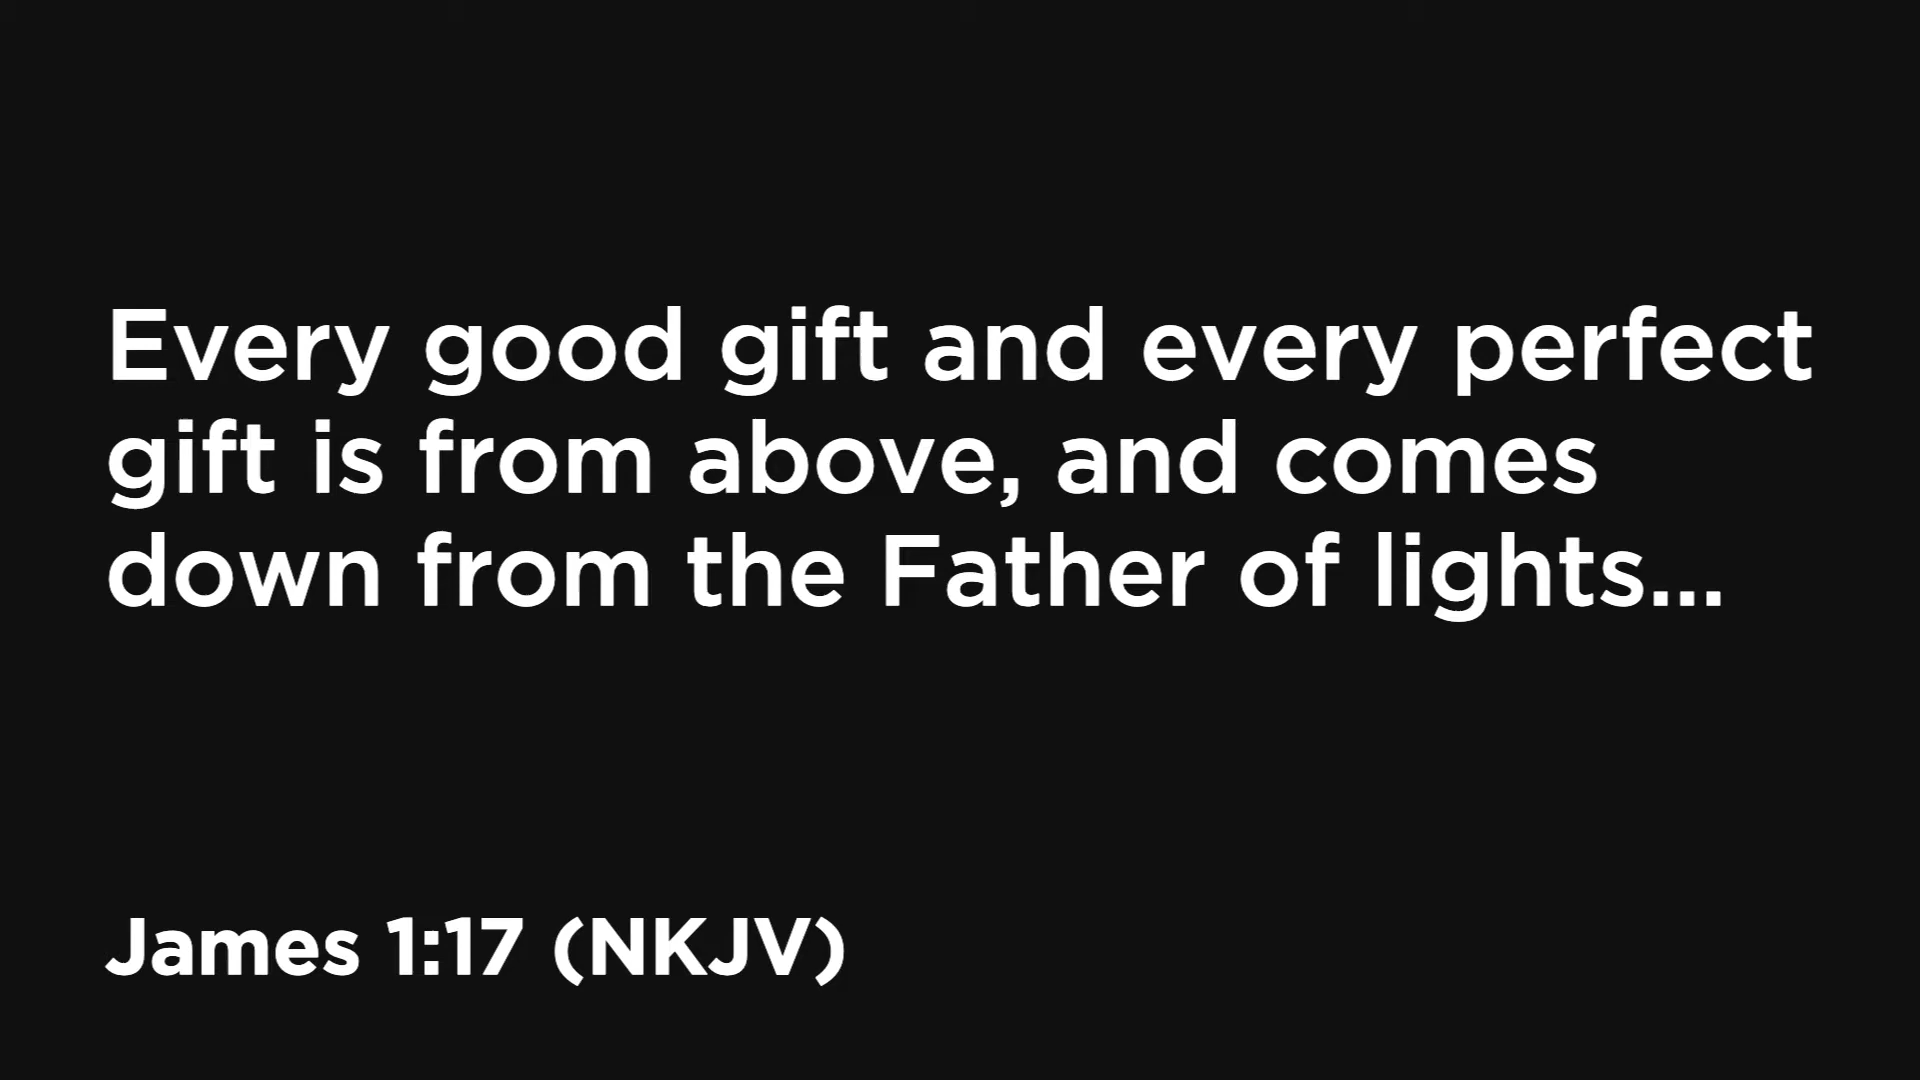 Every good gift and every perfect
gift is from above, and comes
down from the Father of lights...
James 1:17 (NKJV)